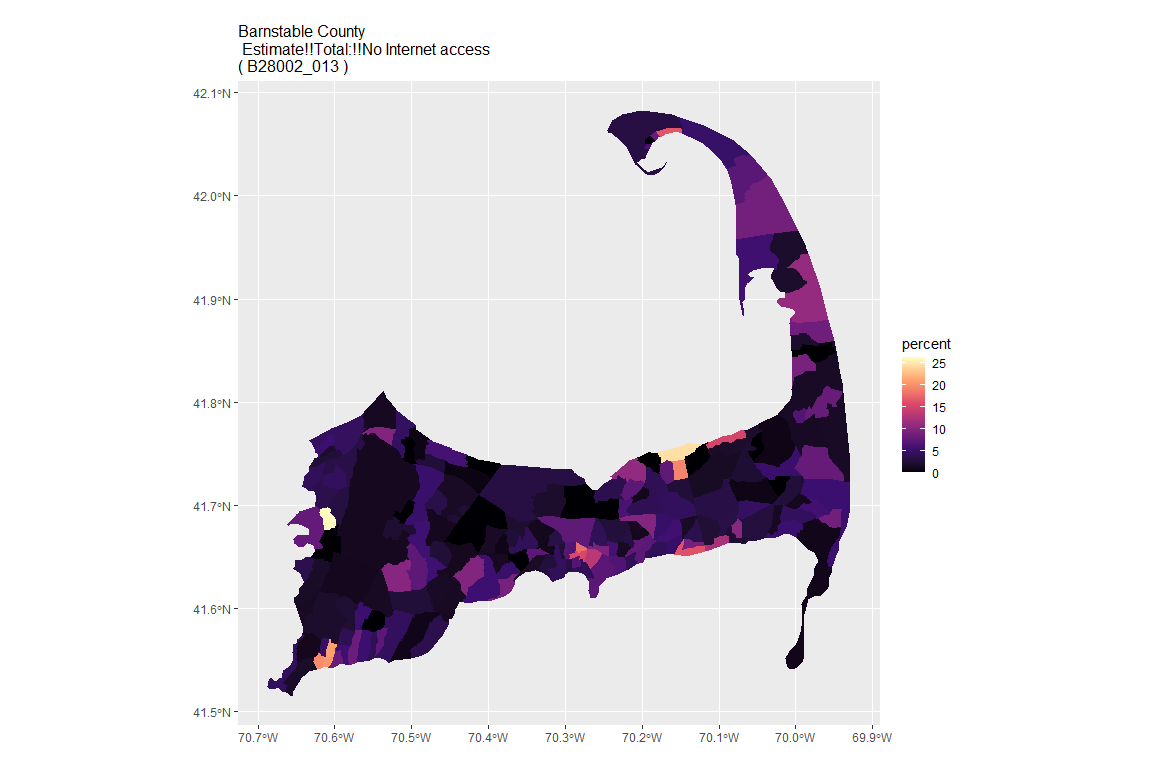 Barnstable County
Estimate!!Total:!!No Internet access
( B28002_013 )
42.1°N
42.0°N
41.9°N
41.8°N
41.7°N
41.6°N
41.5°N
70.7°W 70.6°W 70.5°W 70.4°W 70.3°W 70.2°W 70.1°W 70.0°W 69.9°W
percent
25
20
15
10
5
0